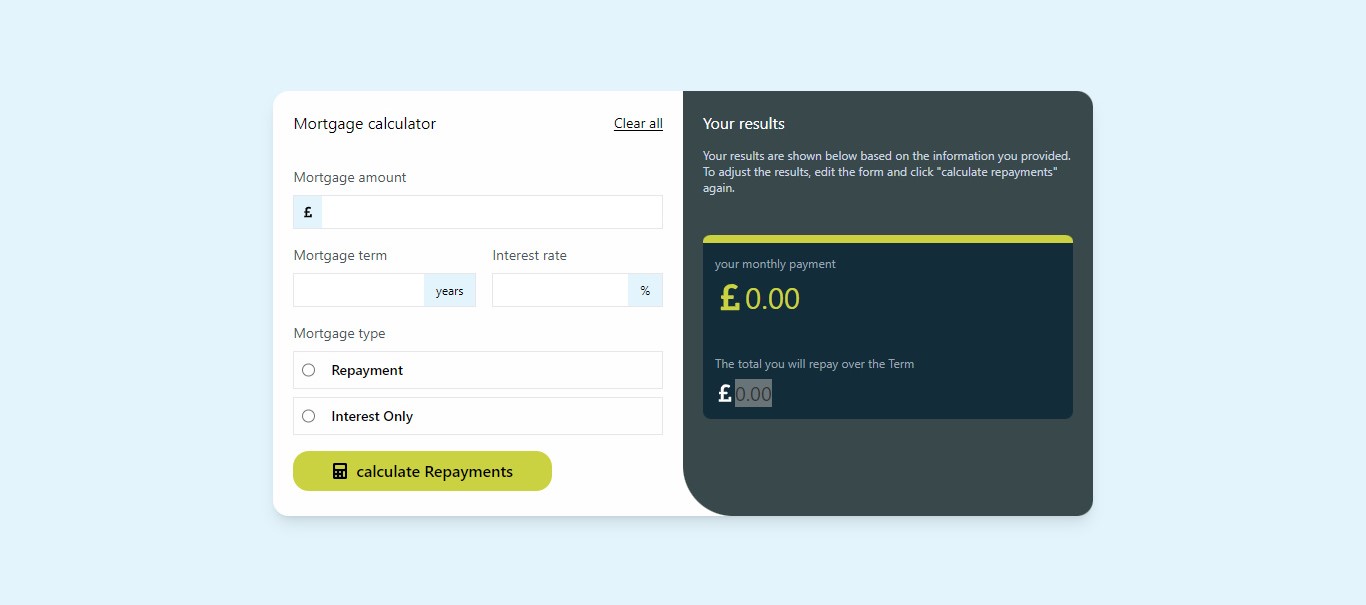 Mortgage calculator
Clear all
Mortgage amount
£
Mortgage term
Interest rate
years
%
Mortgage type
Repayment
Interest Only
calculate Repayments
Your results
Your results are shown below based on the information you provided.
To adjust the results, edit the form and click "calculate repayments"
again.
your monthly payment
£0.00
The total you will repay over the Term
£0.00